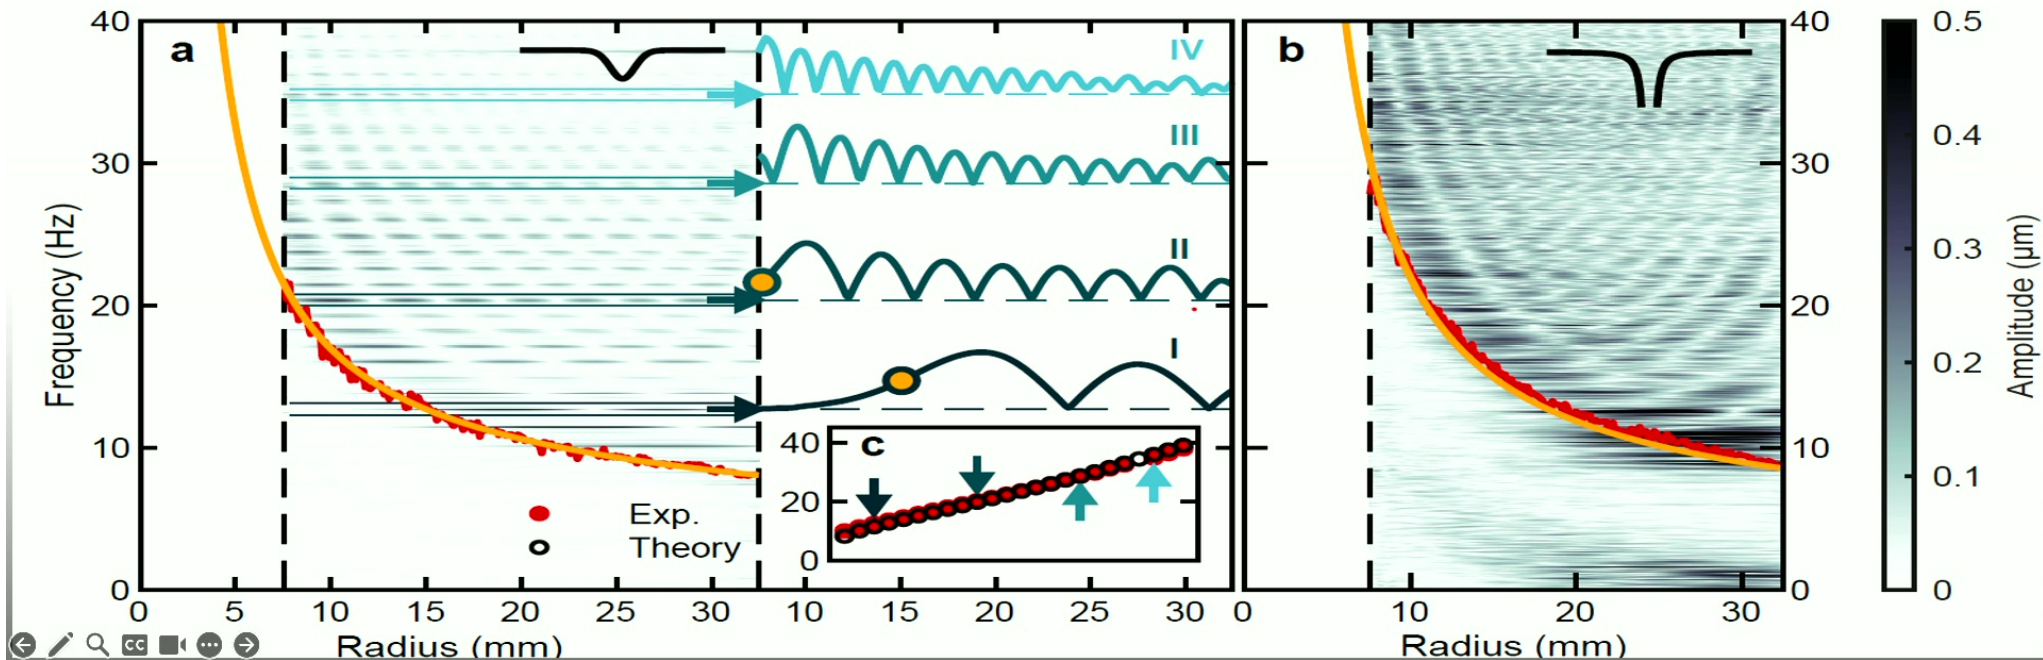 a
b
c
IV
III
II
I
Exp.
Theory
Frequency (Hz)
40
30
20
10
0
0 5 10 15 20 25 30 10 15 20 25 30
Radius (mm)
40
20
0
0 10 20 30
Radius (mm)
40
30
20
10
0
0.5
0.4
0.3
0.2
0.1
0
Amplitude (μm)
CC